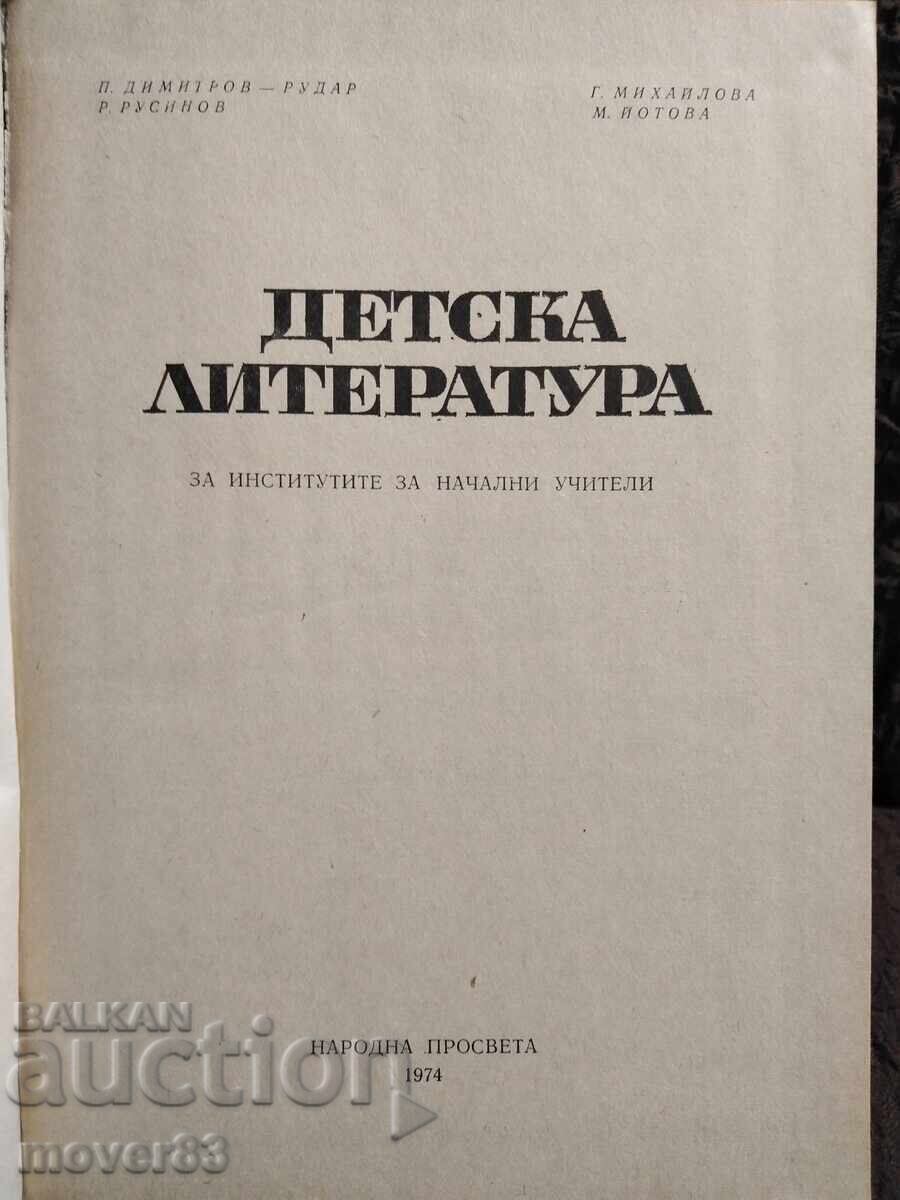 П. ДИМИТРОВ — РУДАР
Р. РУСИНОВ
Г. МИХАЙЛОВА
М. ЙОТОВА
ДЕТСКА
ЛИТЕРАТУРА
ЗА ИНСТИТУТИТЕ ЗА НАЧАЛНИ УЧИТЕЛИ
НАРОДНА ПРОСВЕТА
1974
BALKAN
auction
mover83